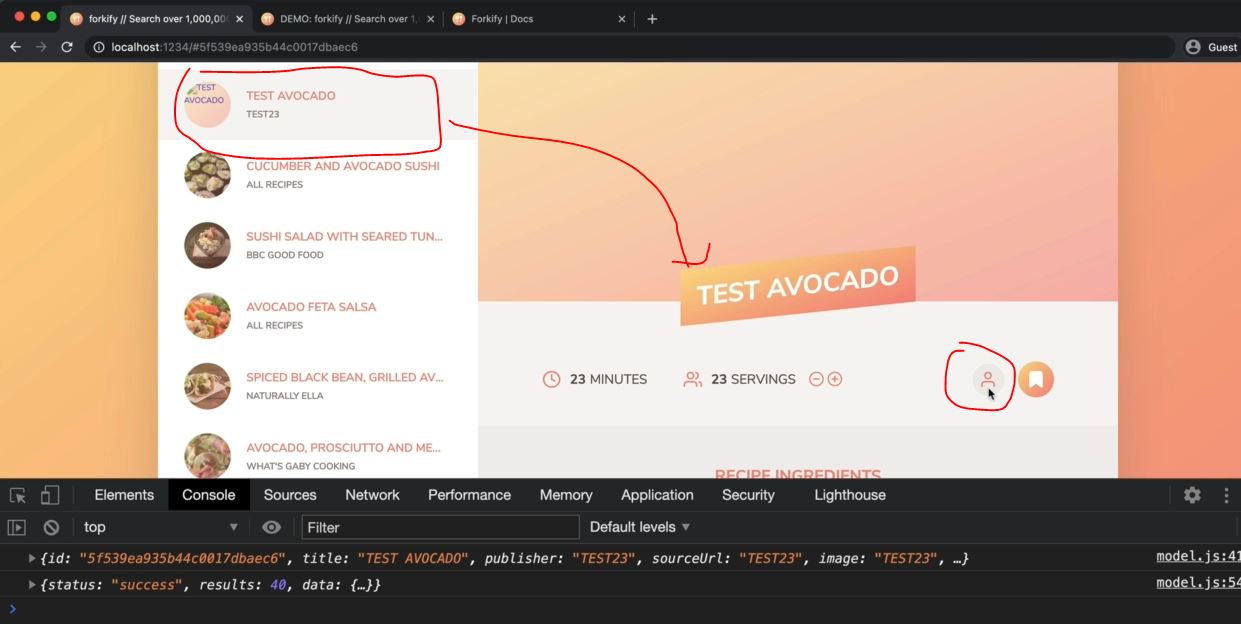 forkify // Search over 1,000,00
DEMO: forkify // Search over 1,
Forkify | Docs
localhost:1234/#5f539ea935b44c0017dbaec6
Guest
TEST AVOCADO
TEST AVOCADO
TEST23
CUCUMBER AND AVOCADO SUSHI
ALL RECIPES
SUSHI SALAD WITH SEARED TUN...
BBC GOOD FOOD
AVOCADO FETA SALSA
ALL RECIPES
SPICED BLACK BEAN, GRILLED AV...
NATURALLY ELLA
AVOCADO, PROSCIUTTO AND ME...
WHAT'S GABY COOKING
TEST AVOCADO
23 MINUTES
23 SERVINGS
RECIPE INGREDIENTS
Elements Console Sources Network Performance Memory Application Security Lighthouse
top
Filter
Default levels
{id: "5f539ea935b44c0017dbaec6", title: "TEST AVOCADO", publisher: "TEST23", sourceUrl: "TEST23", image: "TEST23", …}
model.js:41
{status: "success", results: 40, data: {…}}
model.js:54